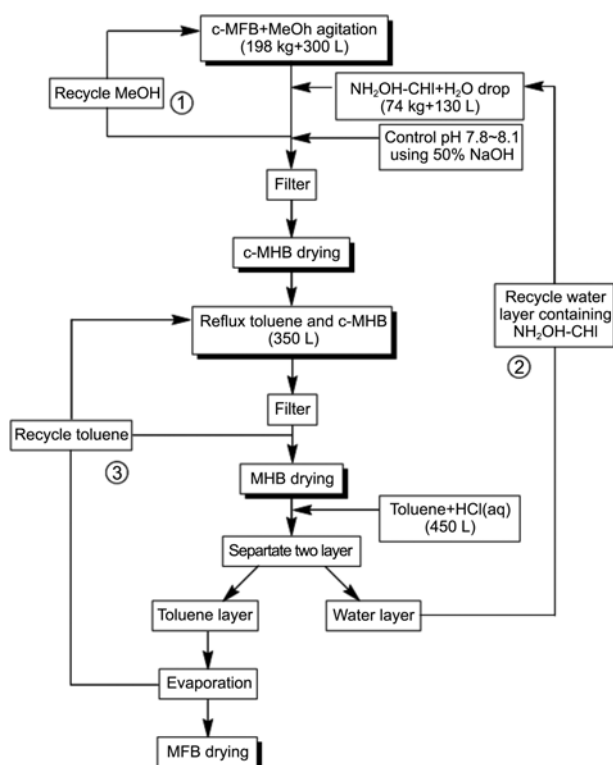 c-MFB+MeOh agitation
(198 kg+300 L)
Recycle MeOH
①
NH₂OH-CHl+H₂O drop
(74 kg+130 L)
Control pH 7.8~8.1
using 50% NaOH
Filter
c-MHB drying
Reflux toluene and c-MHB
(350 L)
Recycle water
layer containing
NH₂OH-CHl
②
Filter
Recycle toluene
③
MHB drying
Toluene+HCl(aq)
(450 L)
Septate two layer
Toluene layer
Water layer
Evaporation
MFB drying